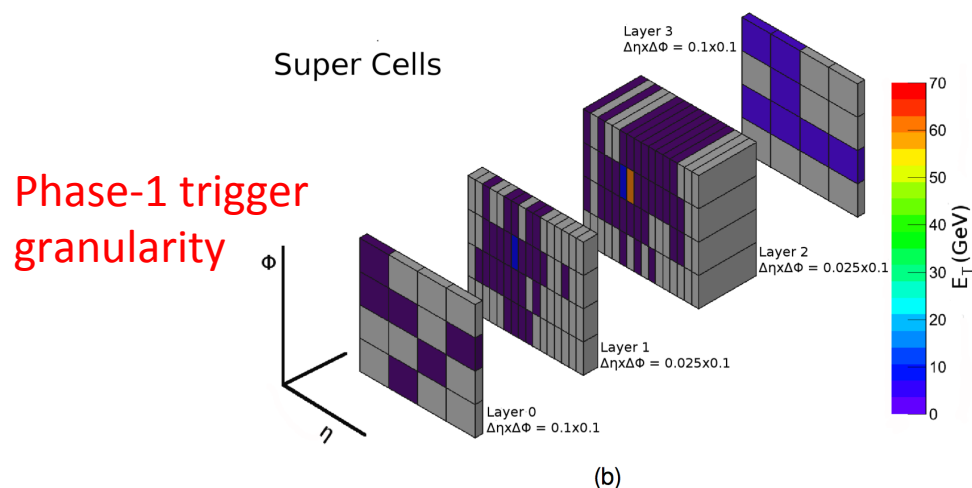 Super Cells
Layer 3
ΔηxΔΦ = 0.1x0.1
Phase-1 trigger
granularity
Φ
η
Layer 0
ΔηxΔΦ = 0.1x0.1
Layer 1
ΔηxΔΦ = 0.025x0.1
Layer 2
ΔηxΔΦ = 0.025x0.1
70
60
50
40
30
20
10
0
E_T (GeV)
(b)